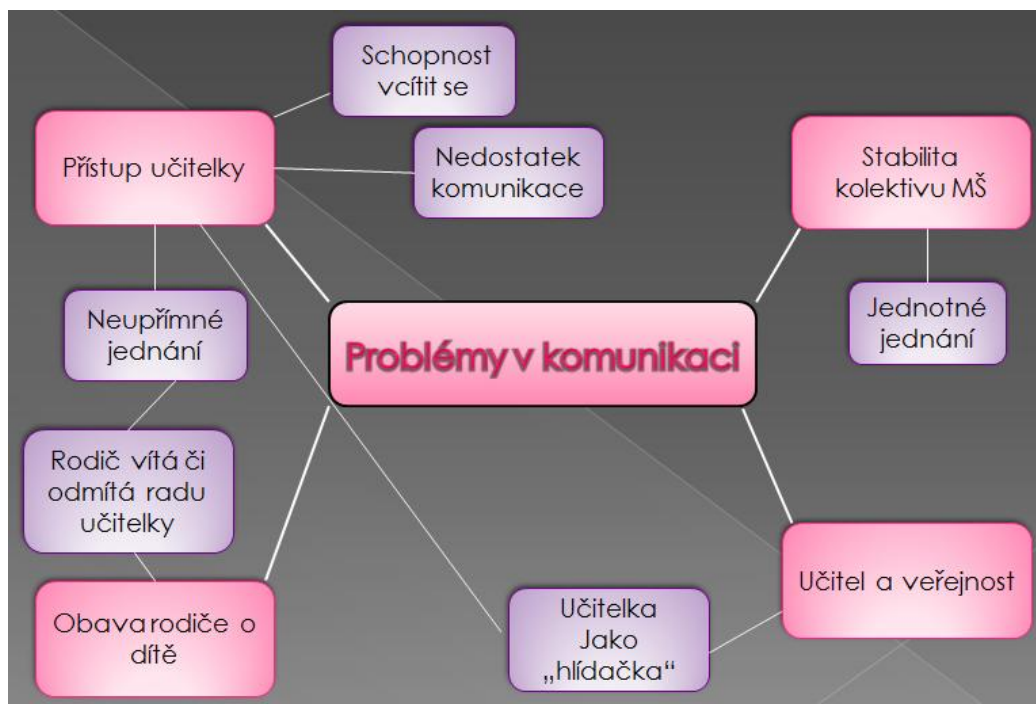 Schopnost
vcítit se
Přístup učitelky
Nedostatek
komunikace
Stabilita
kolektivu MŠ
Neupřímné
jednání
Jednotné
jednání
Problémy v komunikaci
Rodič vítá či
odmítá radu
učitelky
Učitel a veřejnost
Obava rodiče o
dítě
Učitelka
Jako
„hlídačka“